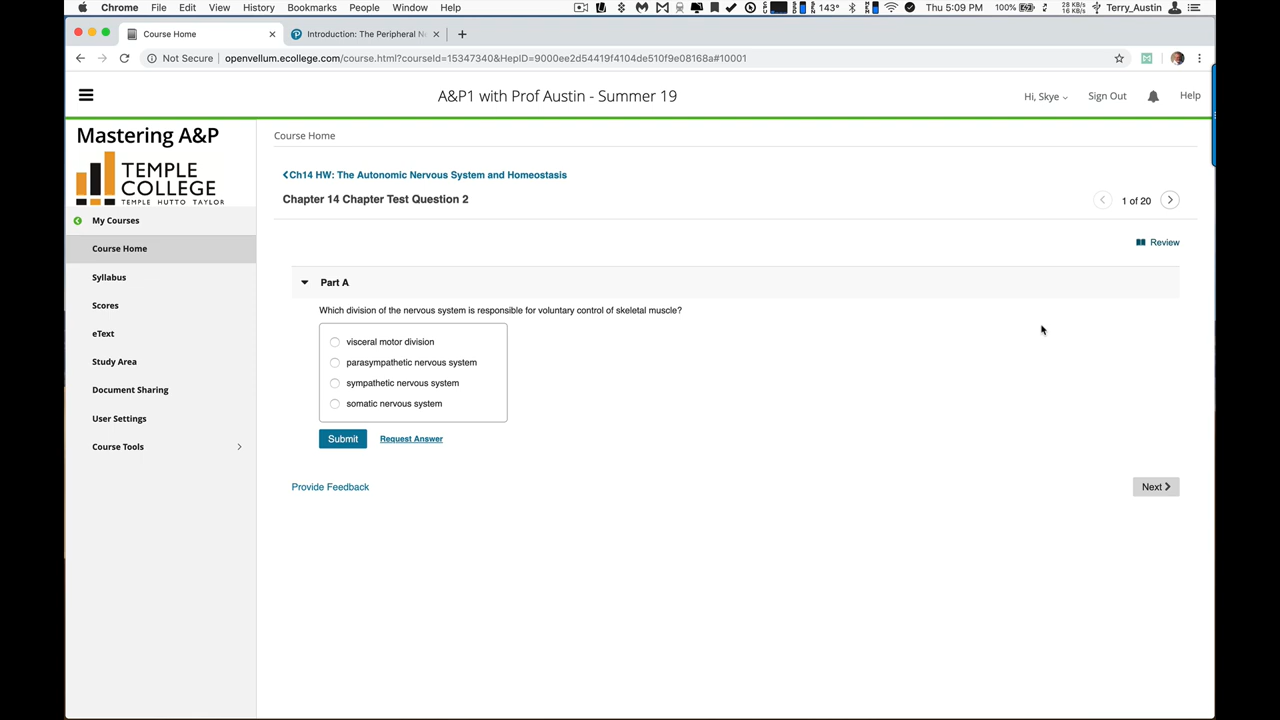 Chrome File Edit View History Bookmarks People Window Help 143° Thu 5:09 PM 100% 28 KB/s 16 KB/s Terry_Austin
Course Home Introduction: The Peripheral N
Not Secure openvellum.ecollege.com/course.html?courseId=15347340&HepID=9000ee2d54419f4104de510f9e08168a#10001
A&P1 with Prof Austin - Summer 19
Hi, Skye Sign Out Help
Mastering A&P
TEMPLE
COLLEGE
TEMPLE HUTTO TAYLOR
My Courses
Course Home
Syllabus
Scores
eText
Study Area
Document Sharing
User Settings
Course Tools
Course Home
Ch14 HW: The Autonomic Nervous System and Homeostasis
Chapter 14 Chapter Test Question 2
1 of 20
Review
Part A
Which division of the nervous system is responsible for voluntary control of skeletal muscle?
visceral motor division
parasympathetic nervous system
sympathetic nervous system
somatic nervous system
Submit Request Answer
Provide Feedback
Next